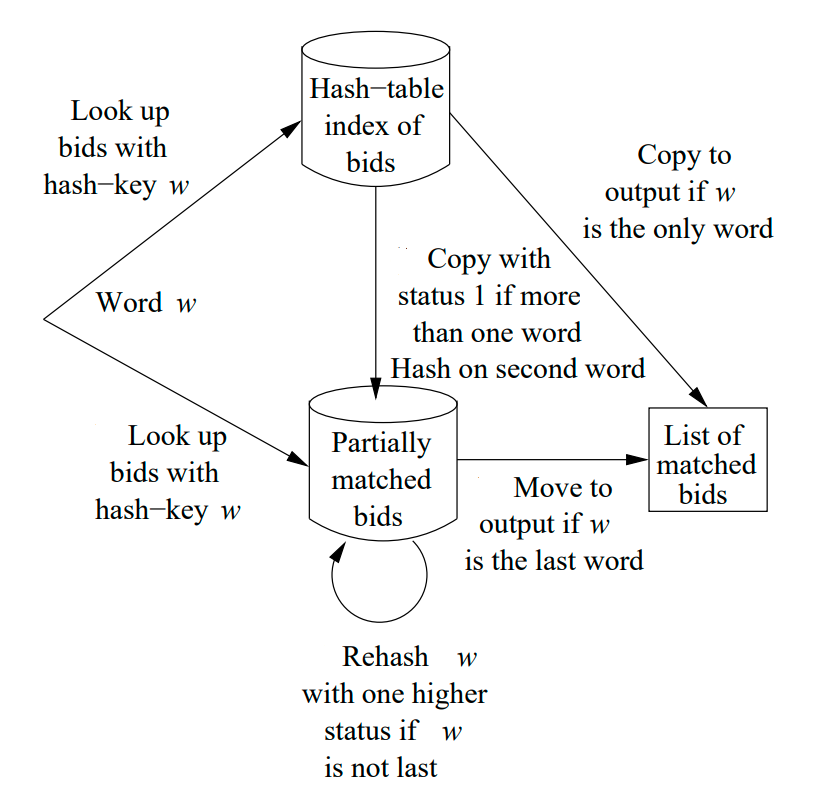 Hash−table
index of
bids
Look up
bids with
hash−key w
Copy to
output if w
is the only word
Word w
Copy with
status 1 if more
than one word
Hash on second word
Look up
bids with
hash−key w
Partially
matched
bids
List of
matched
bids
Move to
output if w
is the last word
Rehash w
with one higher
status if w
is not last